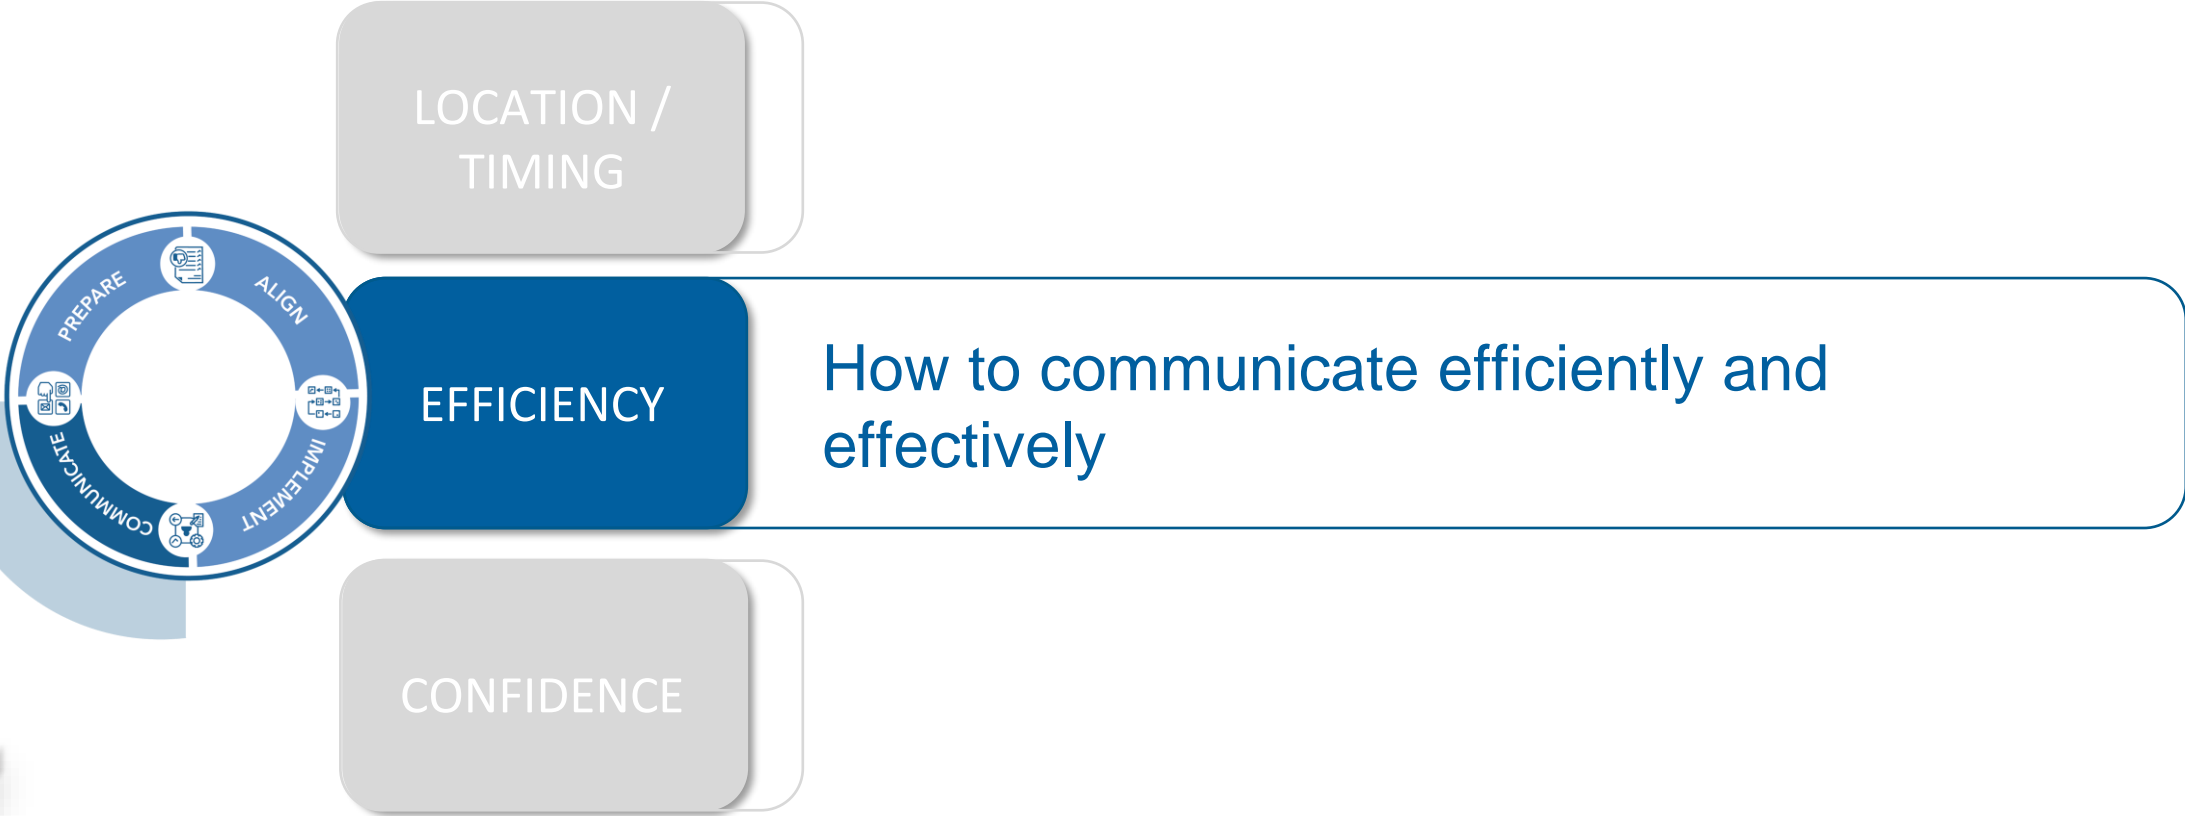 LOCATION /
TIMING
PREPARE
ALIGN
IMPLEMENT
COMMUNICATE
EFFICIENCY
How to communicate efficiently and
effectively
CONFIDENCE